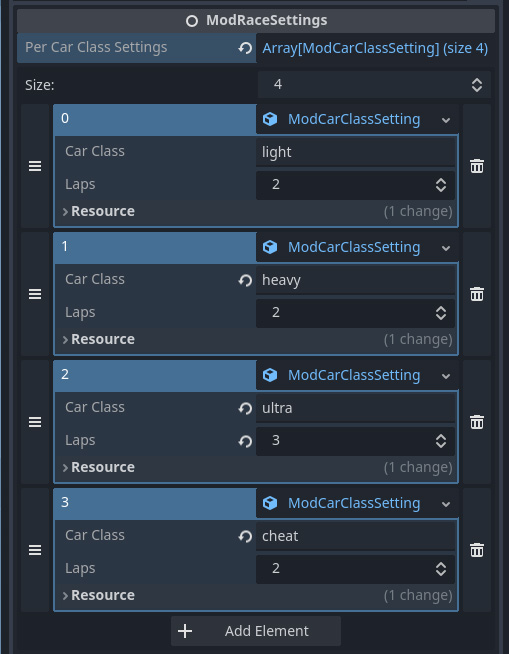 ModRaceSettings
Per Car Class Settings Array[ModCarClassSetting] (size 4)
Size: 4
0 ModCarClassSetting
Car Class light
Laps 2
Resource (1 change)
1 ModCarClassSetting
Car Class heavy
Laps 2
Resource (1 change)
2 ModCarClassSetting
Car Class ultra
Laps 3
Resource (1 change)
3 ModCarClassSetting
Car Class cheat
Laps 2
Resource (1 change)
Add Element